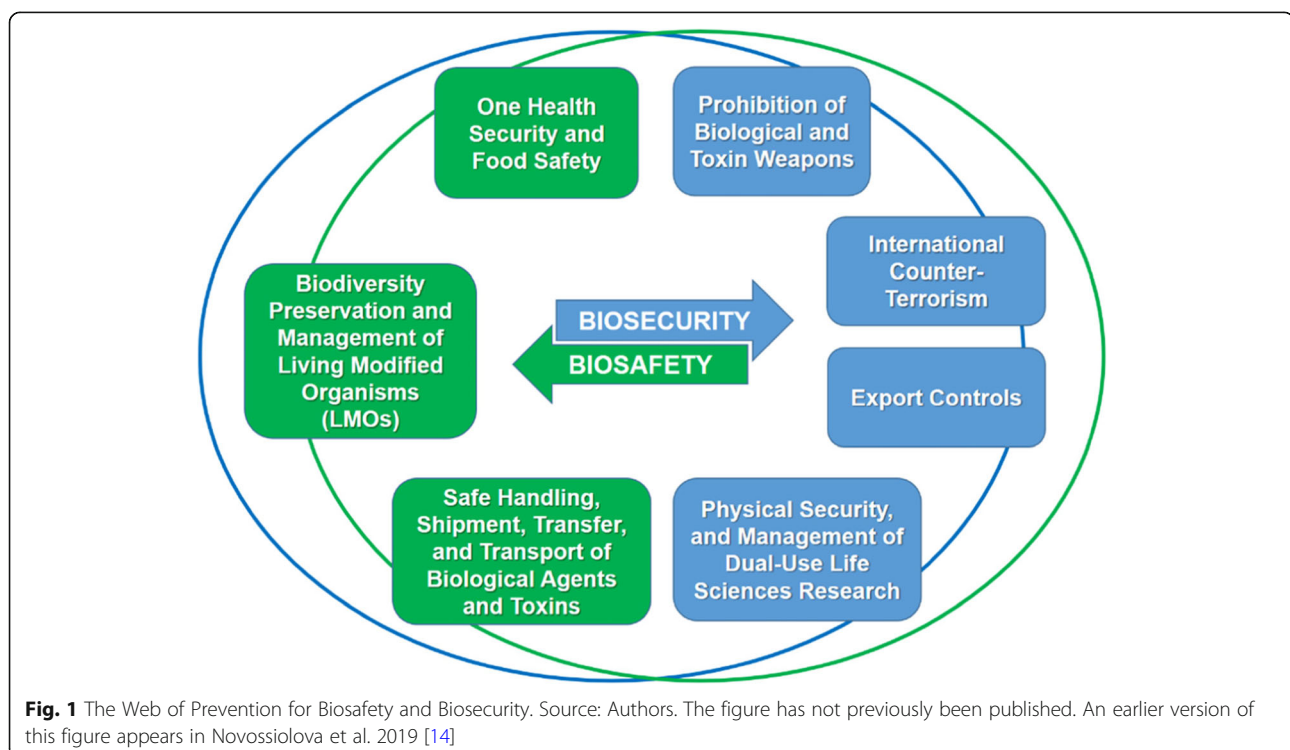 One Health
Security and
Food Safety
Prohibition of
Biological and
Toxin Weapons
International
Counter-
Terrorism
Biodiversity
Preservation and
Management of
Living Modified
Organisms
(LMOs)
BIOSECURITY
BIOSAFETY
Export Controls
Safe Handling,
Shipment, Transfer,
and Transport of
Biological Agents
and Toxins
Physical Security,
and Management of
Dual-Use Life
Sciences Research
Fig. 1 The Web of Prevention for Biosafety and Biosecurity. Source: Authors. The figure has not previously been published. An earlier version of
this figure appears in Novossiolova et al. 2019 [14]